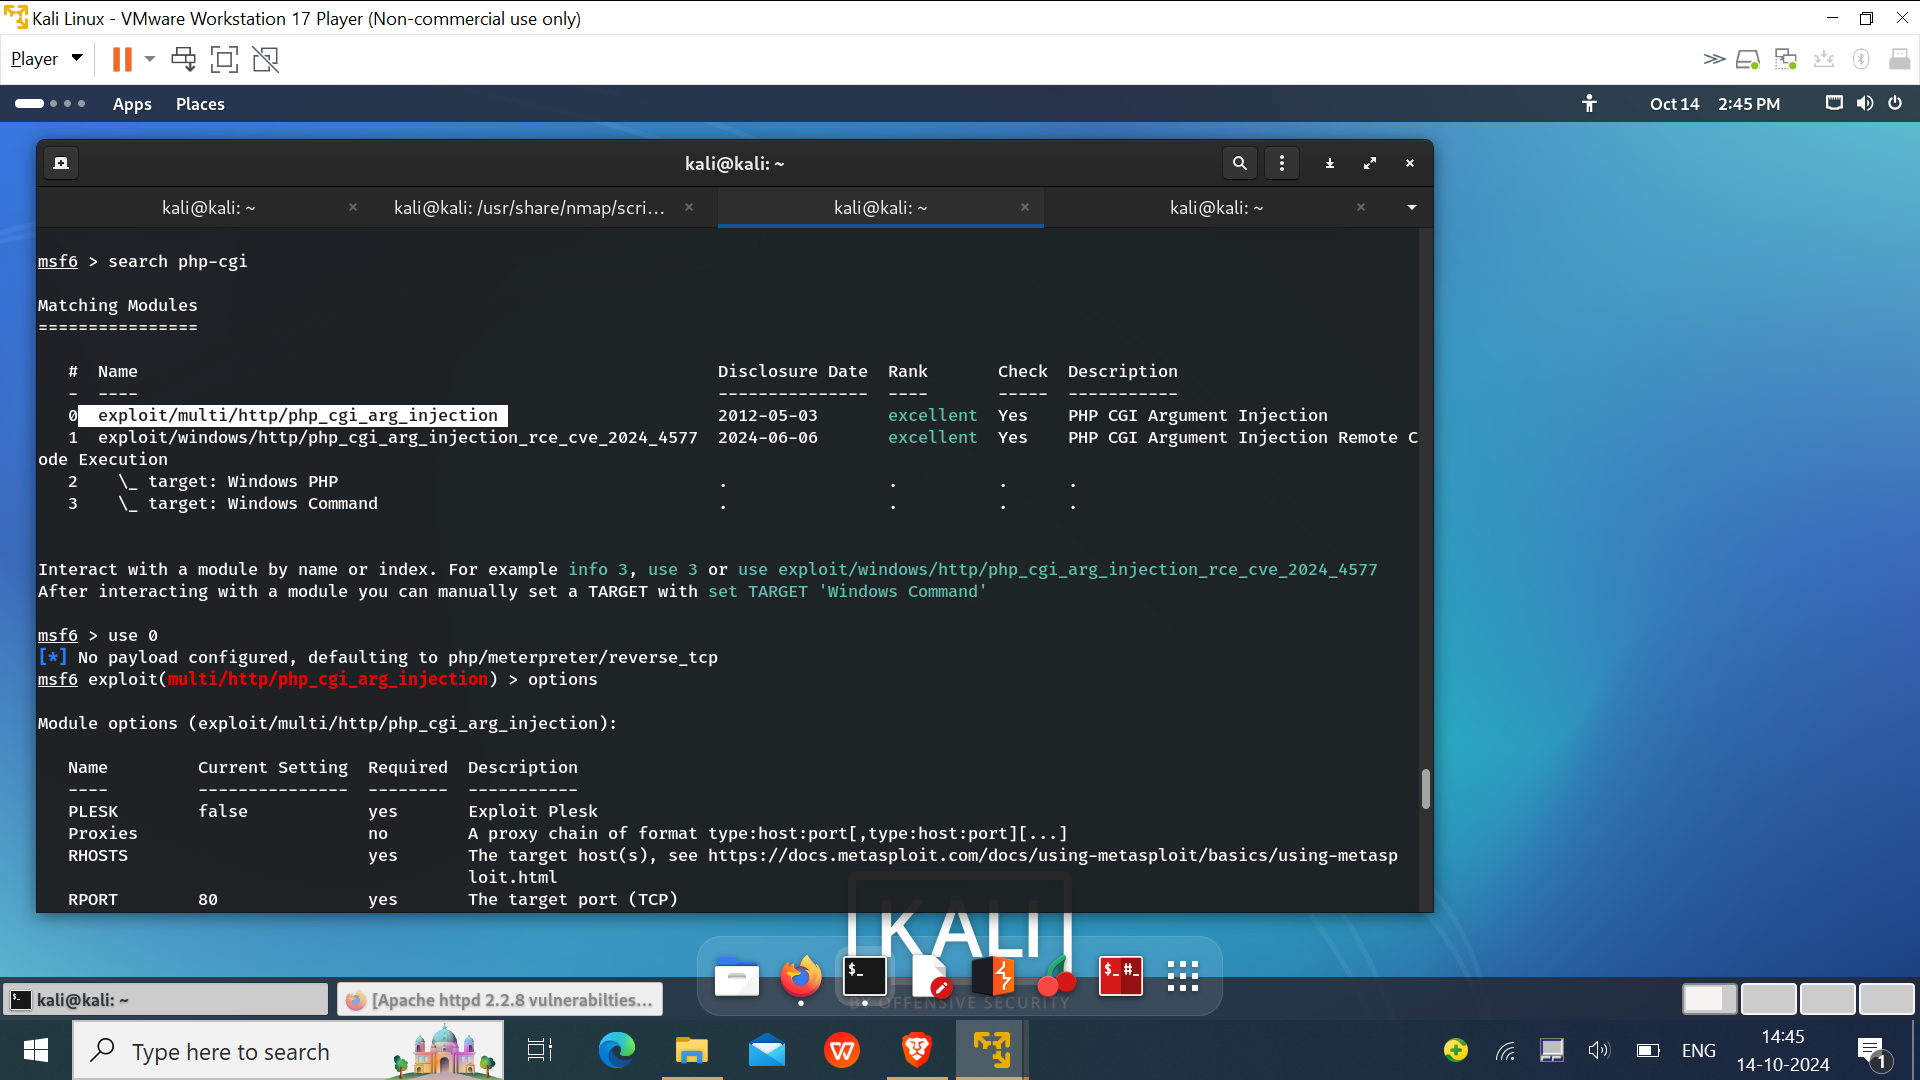 Kali Linux - VMware Workstation 17 Player (Non-commercial use only)
Player
Apps Places Oct 14 2:45 PM
kali@kali: ~
kali@kali: ~ kali@kali: /usr/share/nmap/scri... kali@kali: ~ kali@kali: ~
msf6 > search php-cgi
Matching Modules
================
# Name Disclosure Date Rank Check Description
- ---- --------------- ---- ----- -----------
0 exploit/multi/http/php_cgi_arg_injection 2012-05-03 excellent Yes PHP CGI Argument Injection
1 exploit/windows/http/php_cgi_arg_injection_rce_cve_2024_4577 2024-06-06 excellent Yes PHP CGI Argument Injection Remote C
ode Execution
2 \_ target: Windows PHP . . . .
3 \_ target: Windows Command . . . .
Interact with a module by name or index. For example info 3, use 3 or use exploit/windows/http/php_cgi_arg_injection_rce_cve_2024_4577
After interacting with a module you can manually set a TARGET with set TARGET 'Windows Command'
msf6 > use 0
[*] No payload configured, defaulting to php/meterpreter/reverse_tcp
msf6 exploit(multi/http/php_cgi_arg_injection) > options
Module options (exploit/multi/http/php_cgi_arg_injection):
Name Current Setting Required Description
---- --------------- -------- -----------
PLESK false yes Exploit Plesk
Proxies no A proxy chain of format type:host:port[,type:host:port][...]
RHOSTS yes The target host(s), see https://docs.metasploit.com/docs/using-metasploit/basics/using-metasp
loit.html
RPORT 80 yes The target port (TCP)
KALI
BY OFFENSIVE SECURITY
kali@kali: ~ [Apache httpd 2.2.8 vulnerabilties...
Type here to search
ENG
14:45
14-10-2024
1